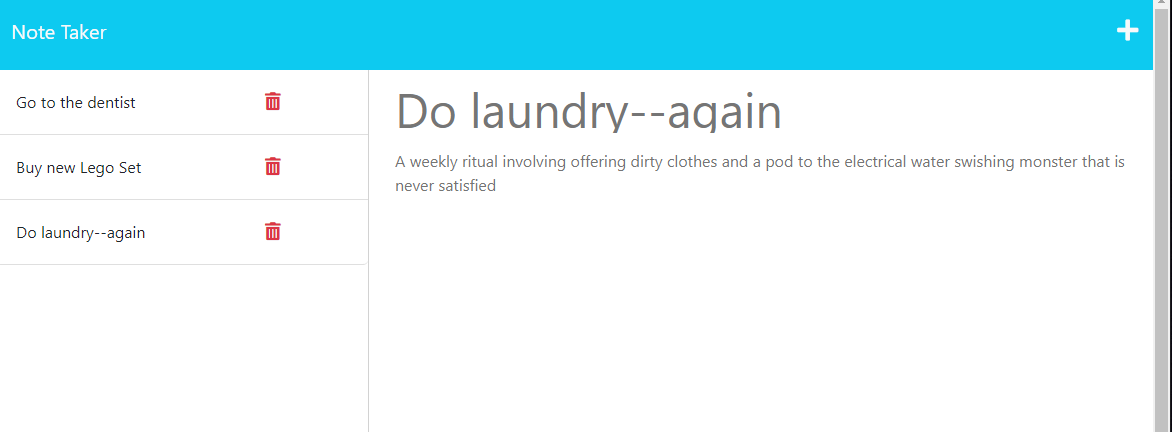 Note Taker
Go to the dentist
Buy new Lego Set
Do laundry--again
Do laundry--again
A weekly ritual involving offering dirty clothes and a pod to the electrical water swishing monster that is
never satisfied